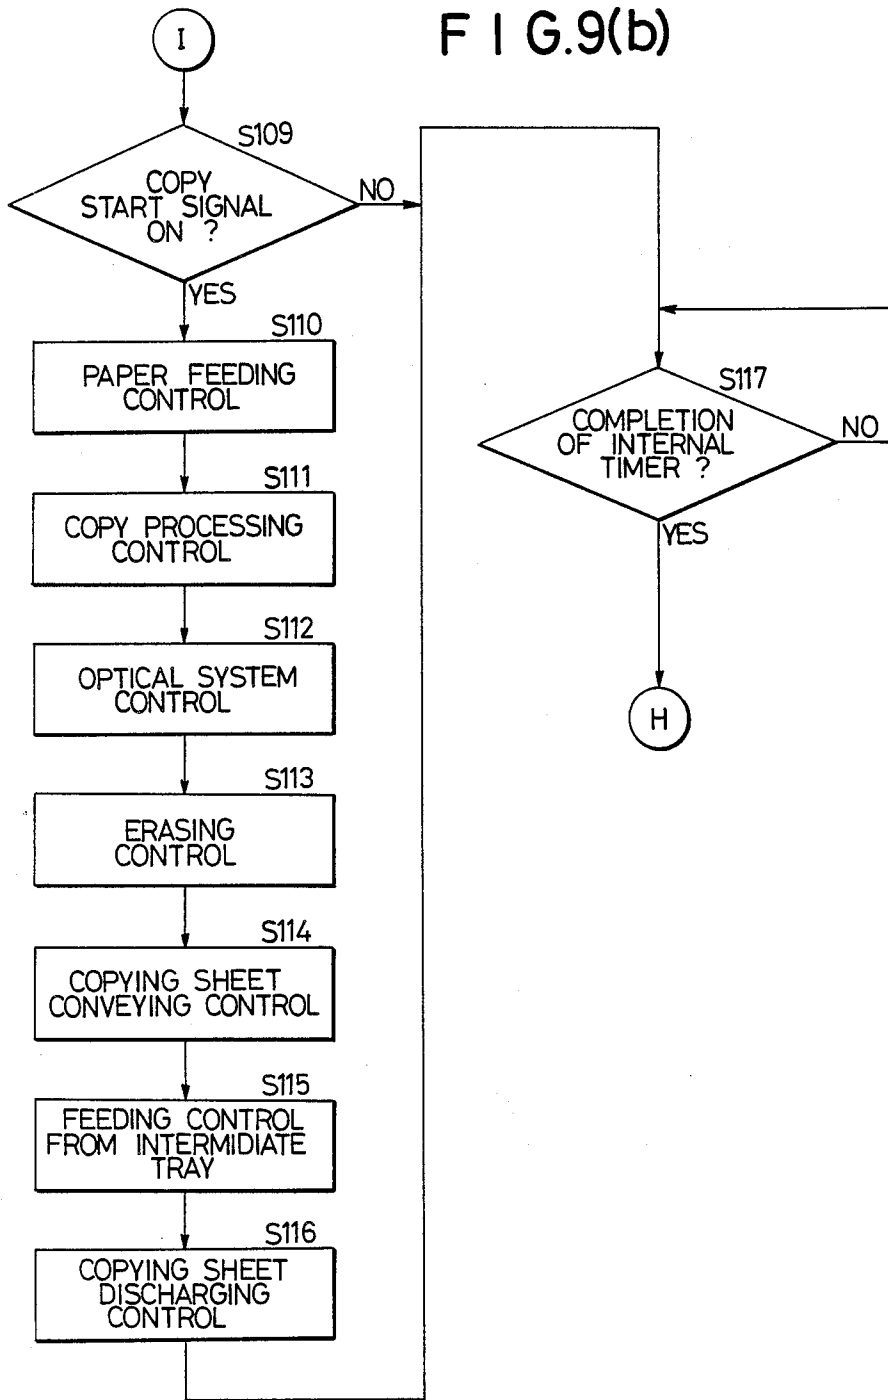 F I G.9(b)
I
S109
COPY
START SIGNAL
ON ?
NO
YES
S110
PAPER FEEDING
CONTROL
S111
COPY PROCESSING
CONTROL
S112
OPTICAL SYSTEM
CONTROL
S113
ERASING
CONTROL
S114
COPYING SHEET
CONVEYING CONTROL
S115
FEEDING CONTROL
FROM INTERMIDIATE
TRAY
S116
COPYING SHEET
DISCHARGING
CONTROL
S117
COMPLETION
OF INTERNAL
TIMER ?
NO
YES
H